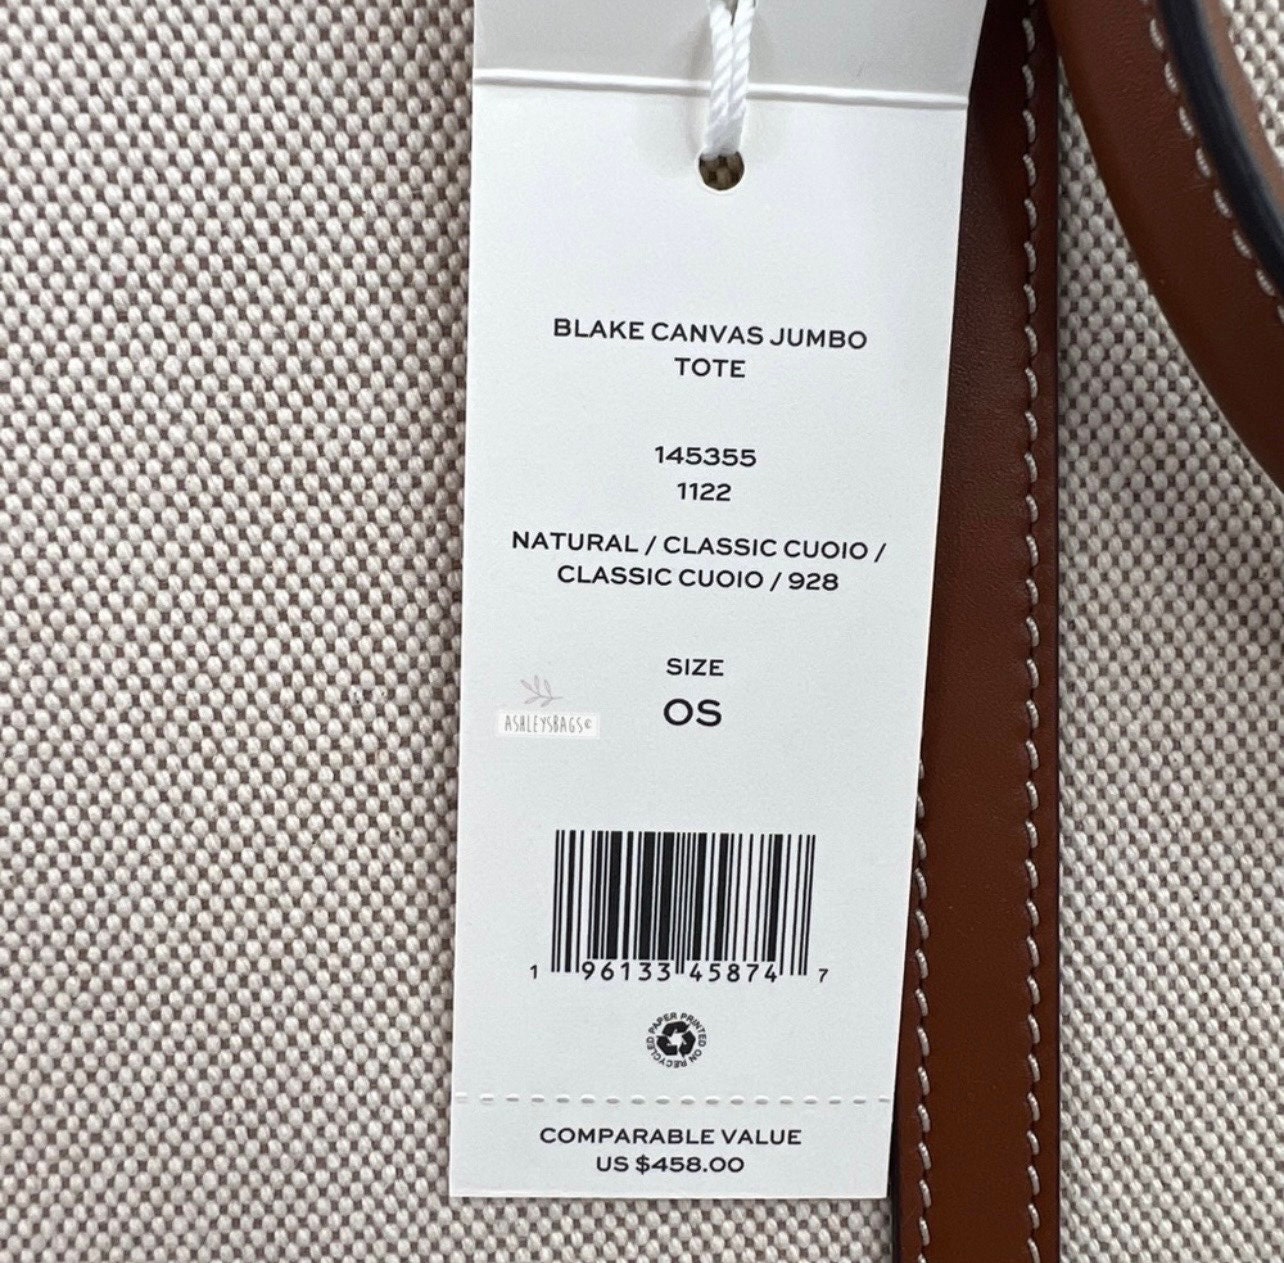 BLAKE CANVAS JUMBO
TOTE
145355
1122
NATURAL / CLASSIC CUOIO /
CLASSIC CUOIO / 928
SIZE
OS
ASHLEYSBAGS©
1 96133 45874 7
PAPER PRINTED ON RECYCLED
COMPARABLE VALUE
US $458.00